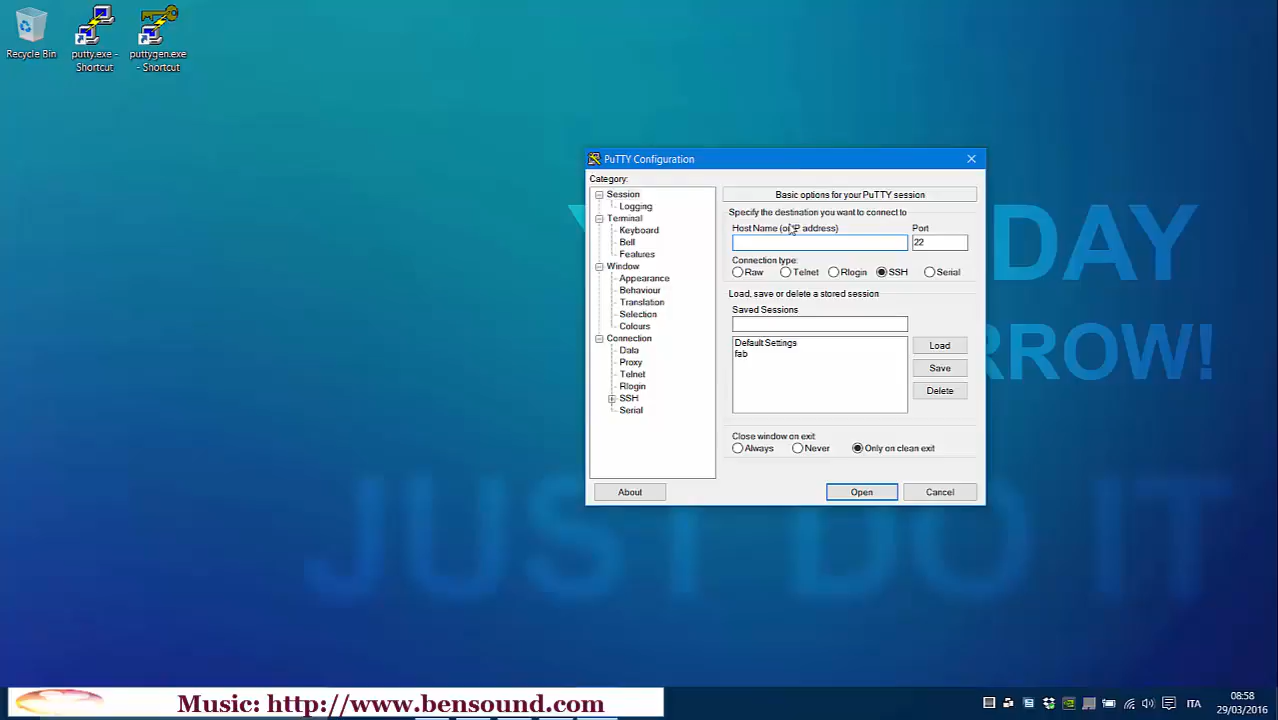 Recycle Bin
putty.exe -
Shortcut
puttygen.exe
- Shortcut
DAY
RROW!
JUST DO IT
PuTTY Configuration
Category:
Session
Logging
Terminal
Keyboard
Bell
Features
Window
Appearance
Behaviour
Translation
Selection
Colours
Connection
Data
Proxy
Telnet
Rlogin
SSH
Serial
Basic options for your PuTTY session
Specify the destination you want to connect to
Host Name (or IP address)
Port
22
Connection type:
Raw
Telnet
Rlogin
SSH
Serial
Load, save or delete a stored session
Saved Sessions
Default Settings
fab
Load
Save
Delete
Close window on exit:
Always
Never
Only on clean exit
About
Open
Cancel
Music: http://www.bensound.com
ITA
08:58
29/03/2016